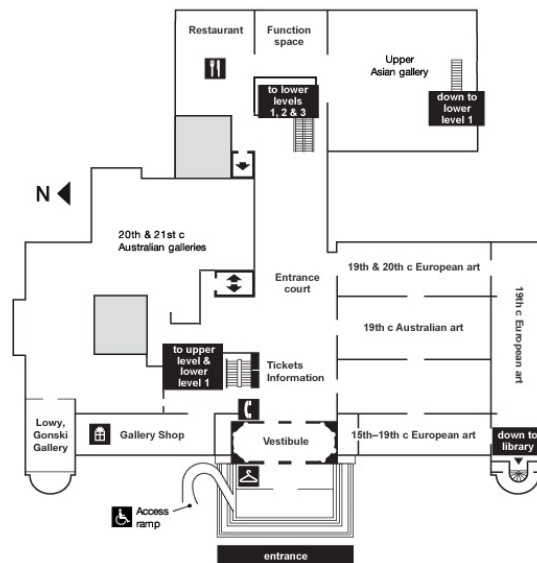 Restaurant
Function
space
Upper
Asian gallery
to lower
levels
1, 2 & 3
down to
lower
level 1
N
20th & 21st c
Australian galleries
Entrance
court
19th & 20th c European art
19th c European art
19th c Australian art
to upper
level &
lower
level 1
Tickets
Information
Lowy,
Gonski
Gallery
Gallery Shop
Vestibule
15th–19th c European art
down to
library
Access
ramp
entrance